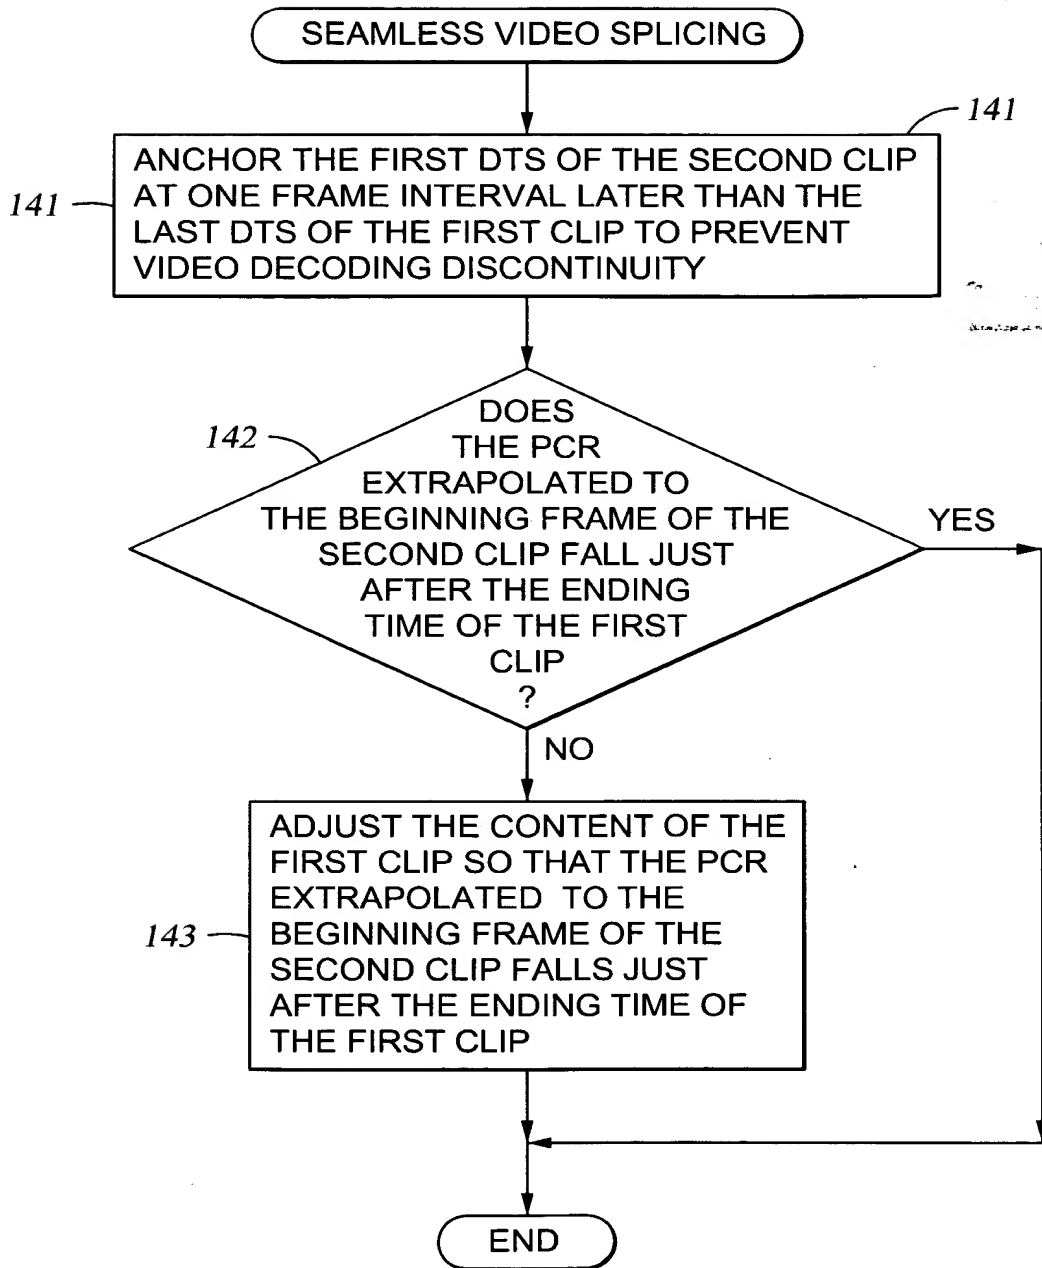 SEAMLESS VIDEO SPLICING
141
141
ANCHOR THE FIRST DTS OF THE SECOND CLIP
AT ONE FRAME INTERVAL LATER THAN THE
LAST DTS OF THE FIRST CLIP TO PREVENT
VIDEO DECODING DISCONTINUITY
142
DOES
THE PCR
EXTRAPOLATED TO
THE BEGINNING FRAME OF THE
SECOND CLIP FALL JUST
AFTER THE ENDING
TIME OF THE FIRST
CLIP
?
YES
NO
143
ADJUST THE CONTENT OF THE
FIRST CLIP SO THAT THE PCR
EXTRAPOLATED TO THE
BEGINNING FRAME OF THE
SECOND CLIP FALLS JUST
AFTER THE ENDING TIME OF
THE FIRST CLIP
END